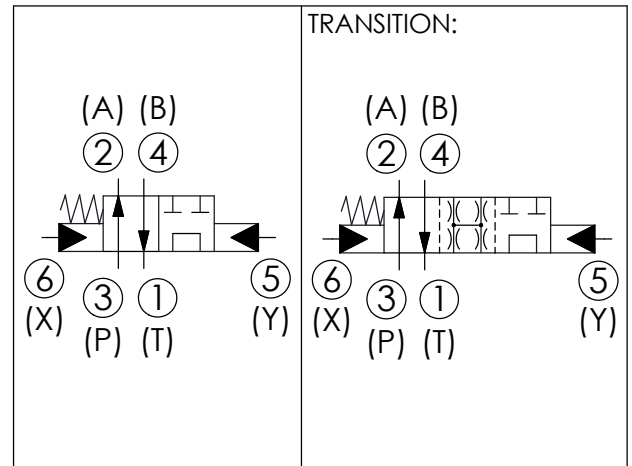 TRANSITION:
(A) (B)
2 4
6 3 1 5
(X) (P) (T) (Y)
(A) (B)
2 4
6 3 1 5
(X) (P) (T) (Y)